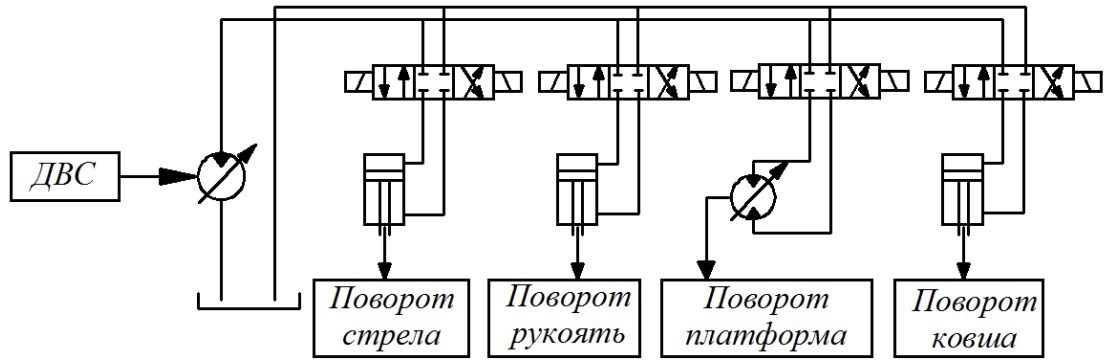 ДВС
Поворот
стрела
Поворот
рукоять
Поворот
платформа
Поворот
ковша